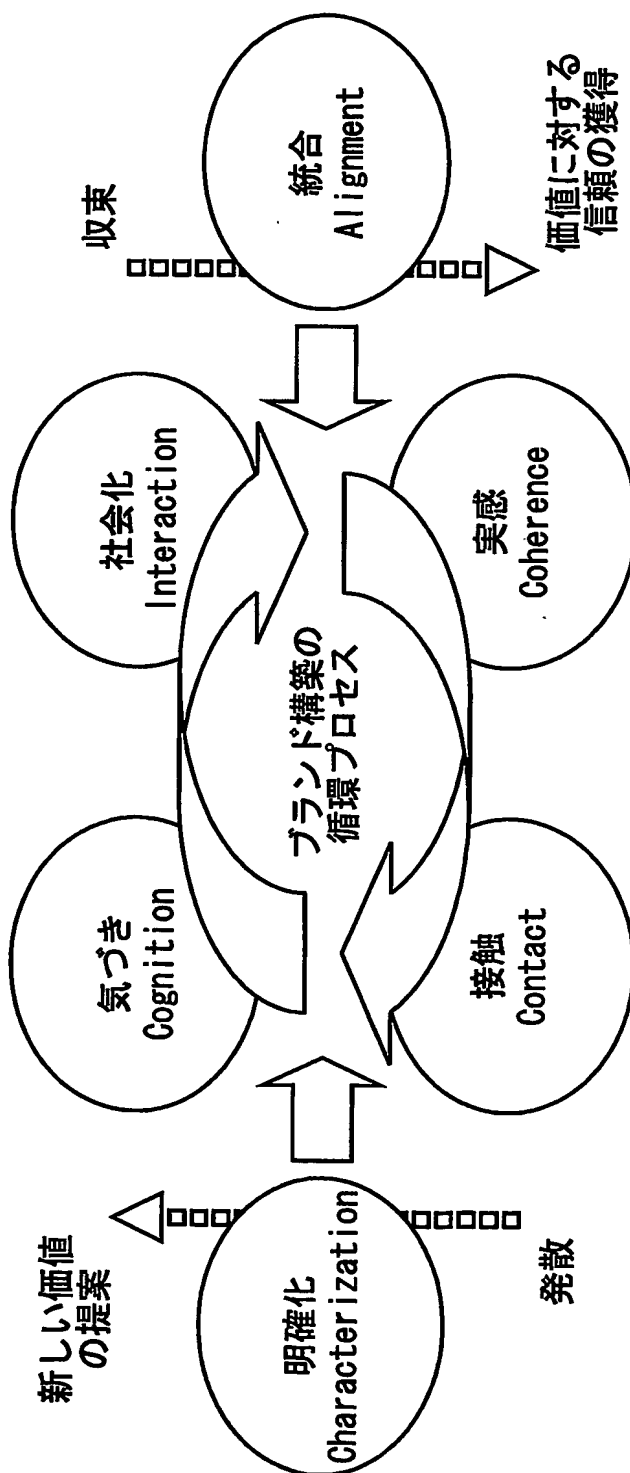 新しい価値
の提案
明確化
Characterization
発散
気づき
Cognition
接触
Contact
ブランド構築の
循環プロセス
社会化
Interaction
実感
Coherence
収束
統合
Alignment
価値に対する
信頼の獲得